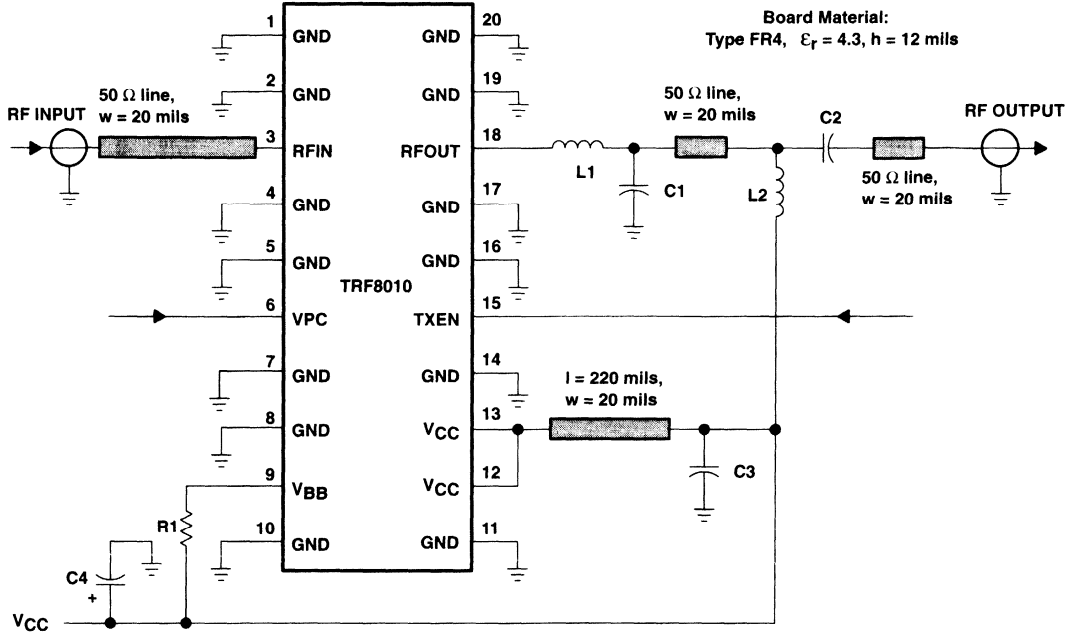 Board Material:
Type FR4, Ɛr = 4.3, h = 12 mils
RF INPUT
50 Ω line,
w = 20 mils
1
GND
2
GND
3
RFIN
4
GND
5
GND
6
VPC
7
GND
8
GND
9
VBB
10
GND
TRF8010
20
GND
19
GND
18
RFOUT
17
GND
16
GND
15
TXEN
14
GND
13
VCC
12
VCC
11
GND
L1
C1
50 Ω line,
w = 20 mils
L2
C2
50 Ω line,
w = 20 mils
RF OUTPUT
l = 220 mils,
w = 20 mils
C3
R1
C4
+
VCC